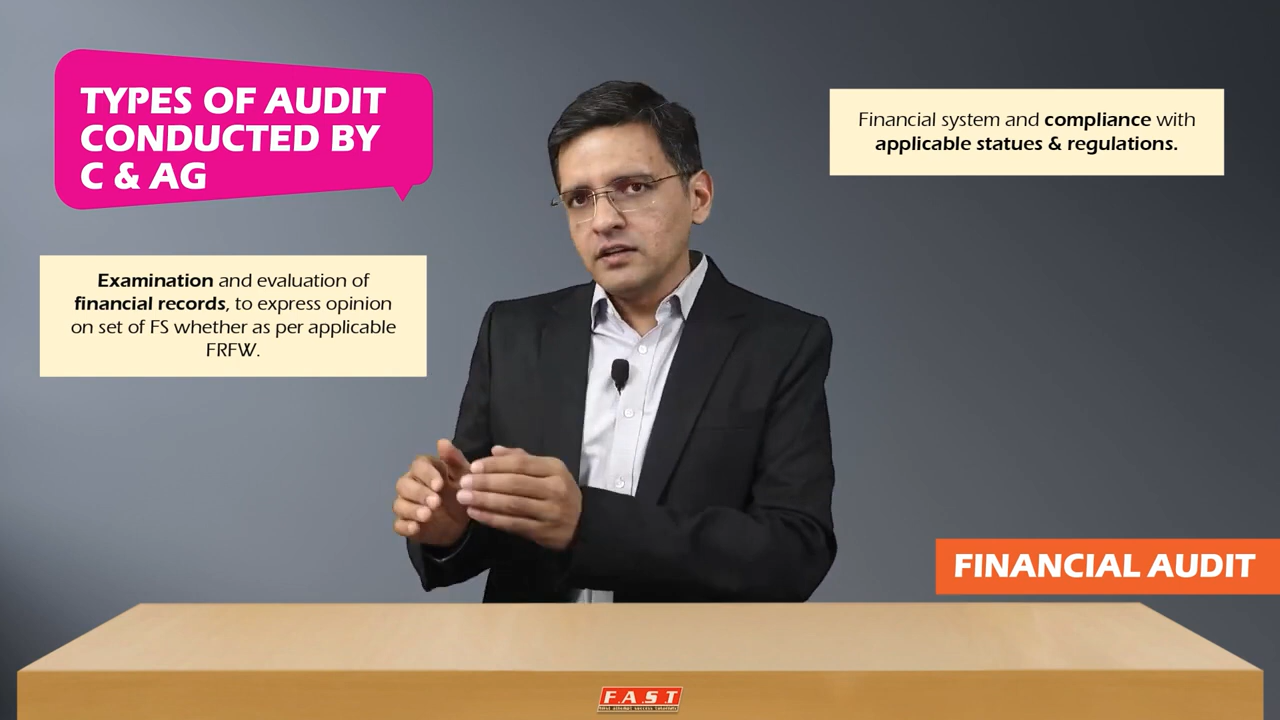 TYPES OF AUDIT
CONDUCTED BY
C & AG
Financial system and compliance with
applicable statues & regulations.
Examination and evaluation of
financial records, to express opinion
on set of FS whether as per applicable
FRFW.
FINANCIAL AUDIT
F.A.S.T